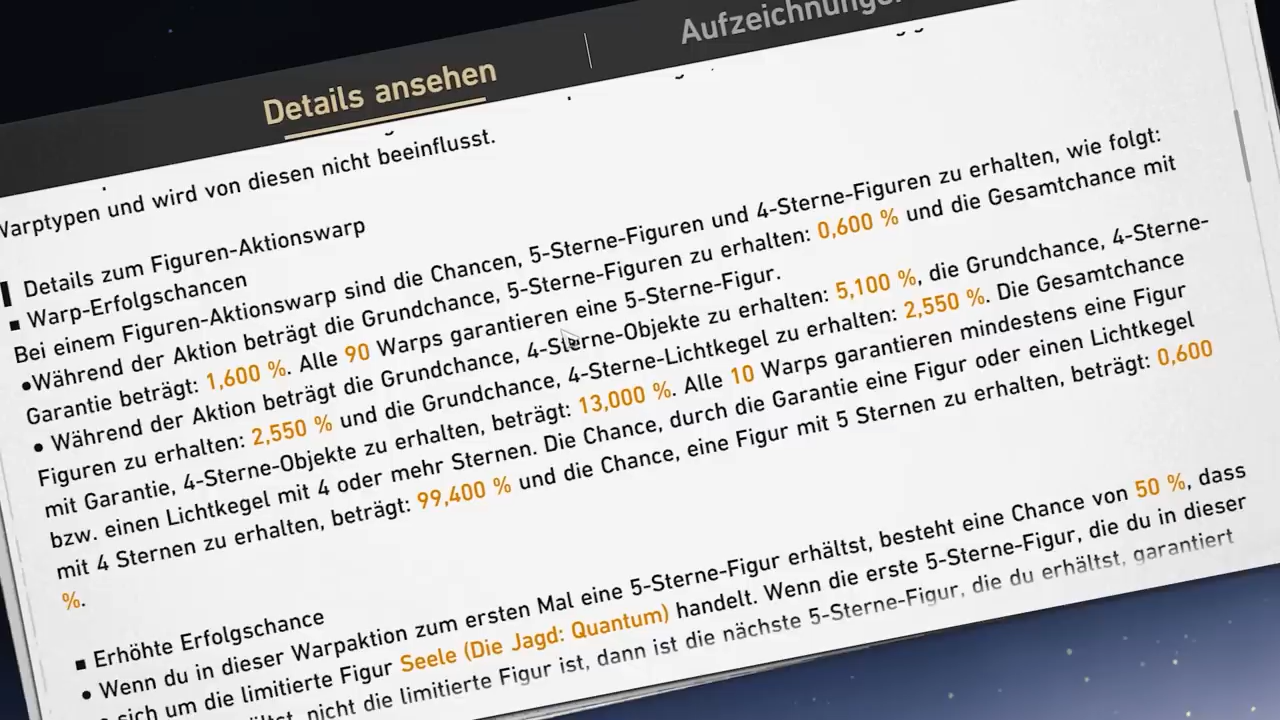 Details ansehen
Aufzeichnungen
Warptypen und wird von diesen nicht beeinflusst.
Details zum Figuren-Aktionswarp
▪ Warp-Erfolgschancen
Bei einem Figuren-Aktionswarp sind die Chancen, 5-Sterne-Figuren und 4-Sterne-Figuren zu erhalten, wie folgt:
•Während der Aktion beträgt die Grundchance, 5-Sterne-Figuren zu erhalten: 0,600 % und die Gesamtchance mit
Garantie beträgt: 1,600 %. Alle 90 Warps garantieren eine 5-Sterne-Figur.
• Während der Aktion beträgt die Grundchance, 4-Sterne-Objekte zu erhalten: 5,100 %, die Grundchance, 4-Sterne-
Figuren zu erhalten: 2,550 % und die Grundchance, 4-Sterne-Lichtkegel zu erhalten: 2,550 %. Die Gesamtchance
mit Garantie, 4-Sterne-Objekte zu erhalten, beträgt: 13,000 %. Alle 10 Warps garantieren mindestens eine Figur
bzw. einen Lichtkegel mit 4 oder mehr Sternen. Die Chance, durch die Garantie eine Figur oder einen Lichtkegel
mit 4 Sternen zu erhalten, beträgt: 99,400 % und die Chance, eine Figur mit 5 Sternen zu erhalten, beträgt: 0,600
%.
▪ Erhöhte Erfolgschance
• Wenn du in dieser Warpaktion zum ersten Mal eine 5-Sterne-Figur erhältst, besteht eine Chance von 50 %, dass
sich um die limitierte Figur Seele (Die Jagd: Quantum) handelt. Wenn die erste 5-Sterne-Figur, die du in dieser
nicht die limitierte Figur ist, dann ist die nächste 5-Sterne-Figur, die du erhältst, garantiert